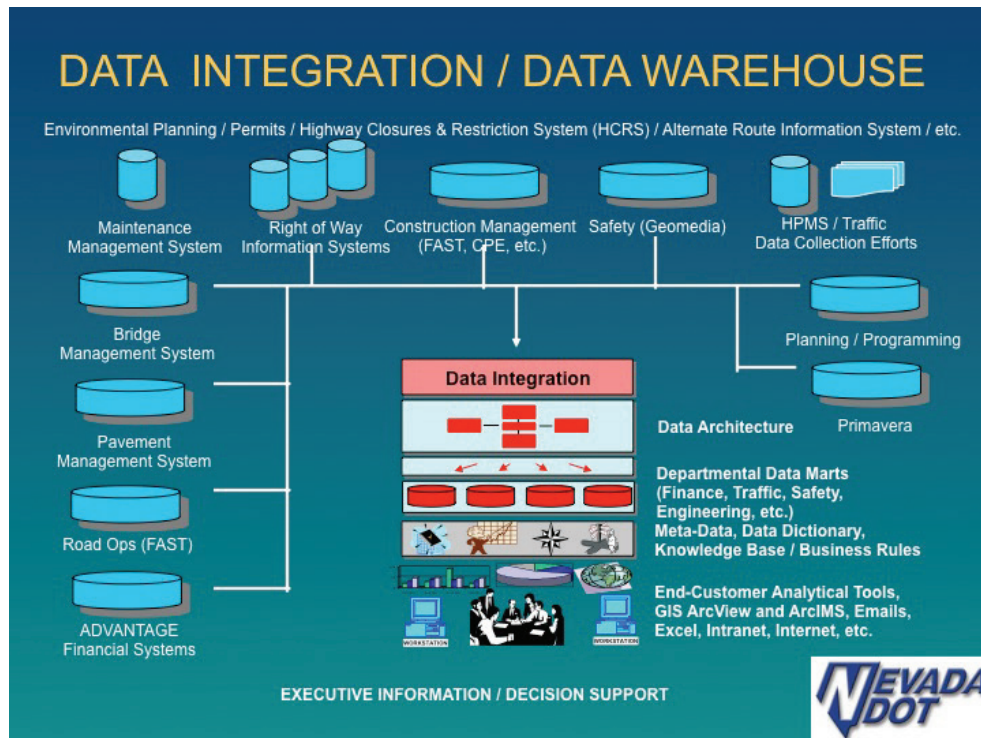 DATA INTEGRATION / DATA WAREHOUSE
Environmental Planning / Permits / Highway Closures & Restriction System (HCRS) / Alternate Route Information System / etc.
Maintenance
Management System
Right of Way
Information Systems
Construction Management
(FAST, CPE, etc.)
Safety (Geomedia)
HPMS / Traffic
Data Collection Efforts
Bridge
Management System
Planning / Programming
Pavement
Management System
Primavera
Road Ops (FAST)
ADVANTAGE
Financial Systems
Data Integration
Data Architecture
Departmental Data Marts
(Finance, Traffic, Safety,
Engineering, etc.)
Meta-Data, Data Dictionary,
Knowledge Base / Business Rules
End-Customer Analytical Tools,
GIS ArcView and ArcIMS, Emails,
Excel, Intranet, Internet, etc.
WORKSTATION
WORKSTATION
EXECUTIVE INFORMATION / DECISION SUPPORT
NEVADA
DOT